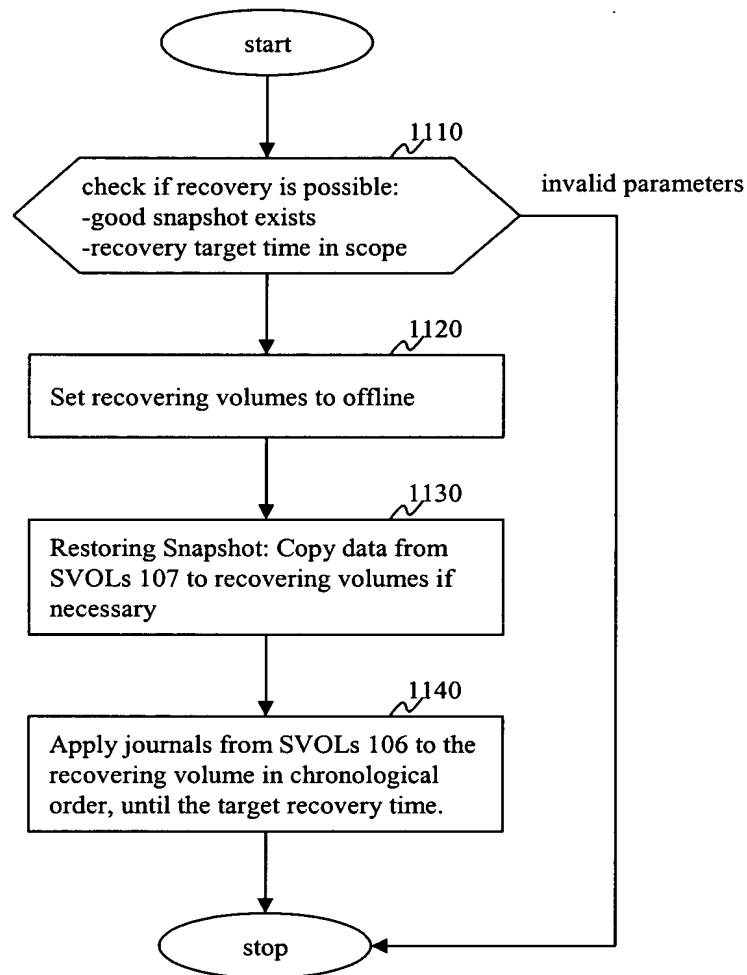 start
1110
check if recovery is possible:
-good snapshot exists
-recovery target time in scope
invalid parameters
1120
Set recovering volumes to offline
1130
Restoring Snapshot: Copy data from
SVOLs 107 to recovering volumes if
necessary
1140
Apply journals from SVOLs 106 to the
recovering volume in chronological
order, until the target recovery time.
stop